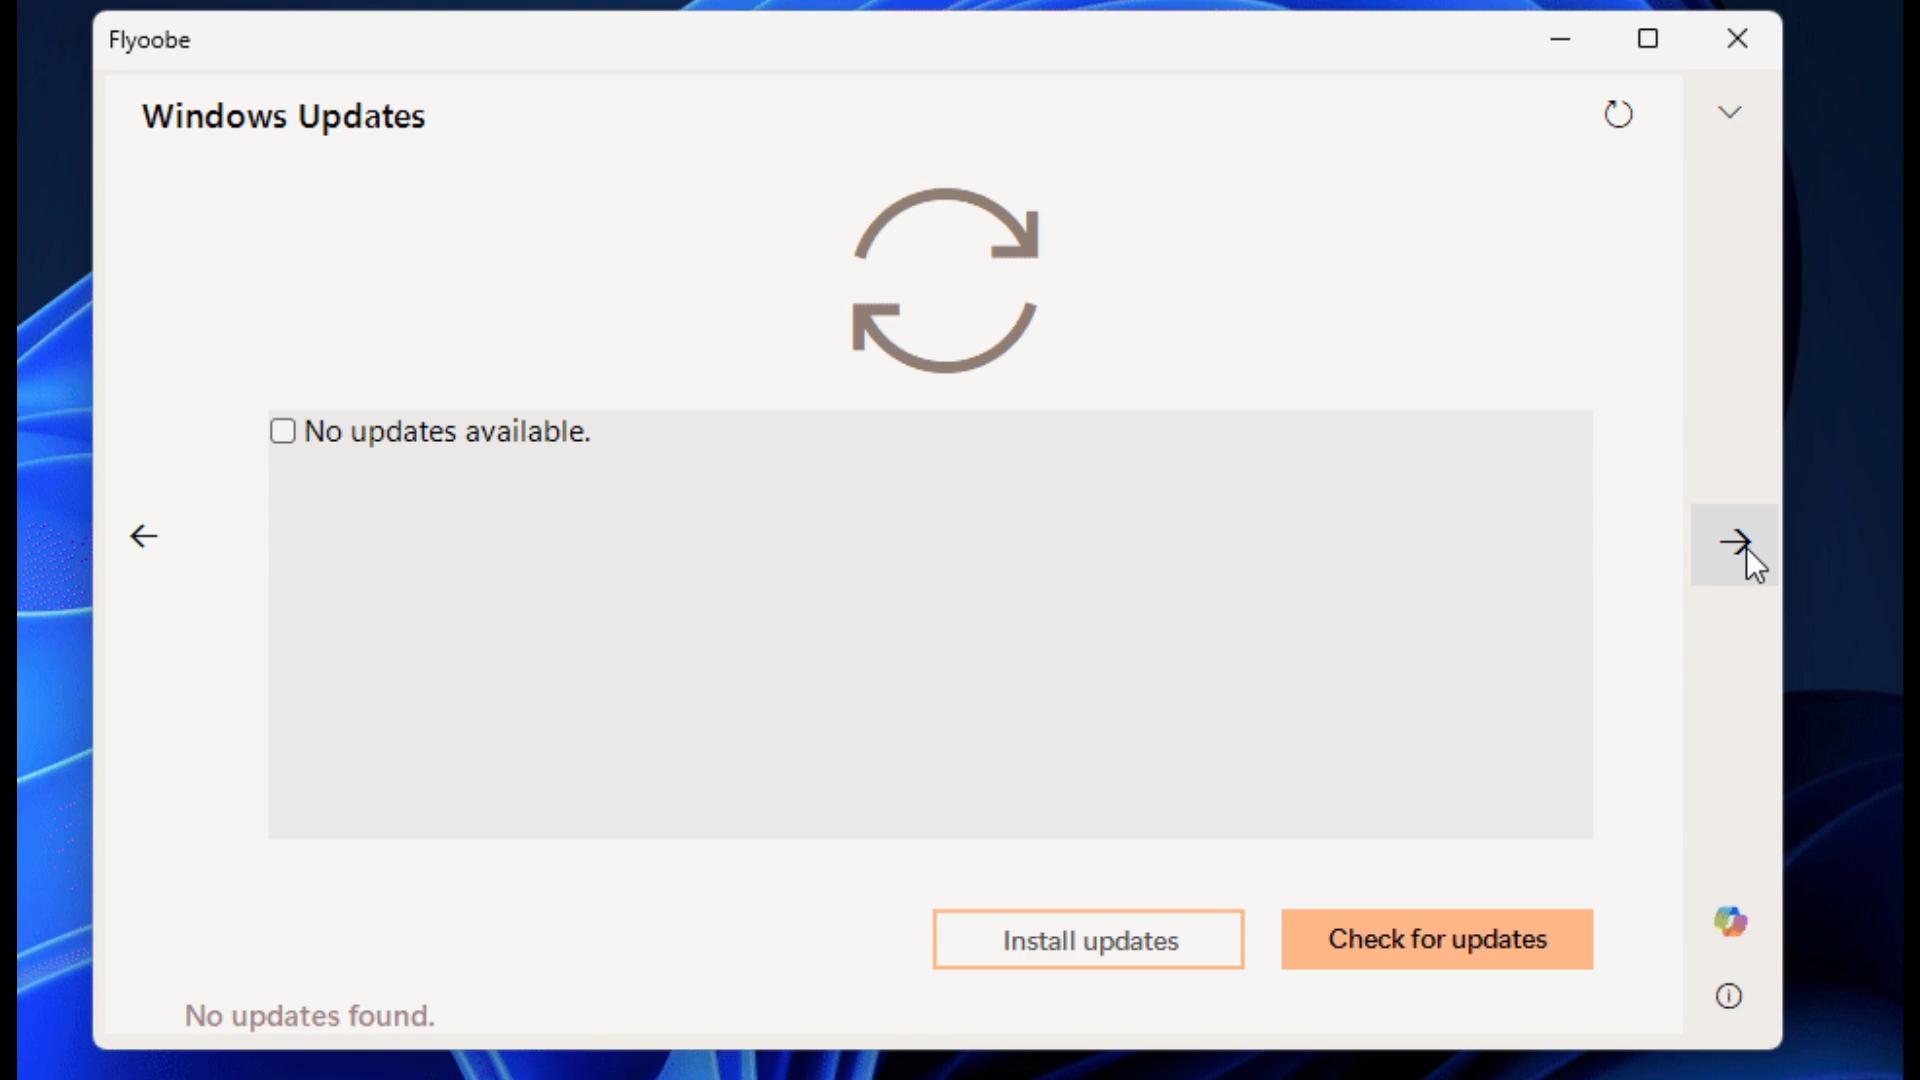 Flyoobe
Windows Updates
No updates available.
Install updates
Check for updates
No updates found.